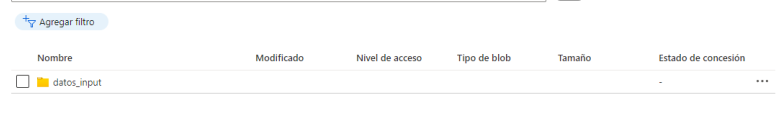 Agregar filtro
Nombre Modificado Nivel de acceso Tipo de blob Tamaño Estado de concesión
datos_input - ...